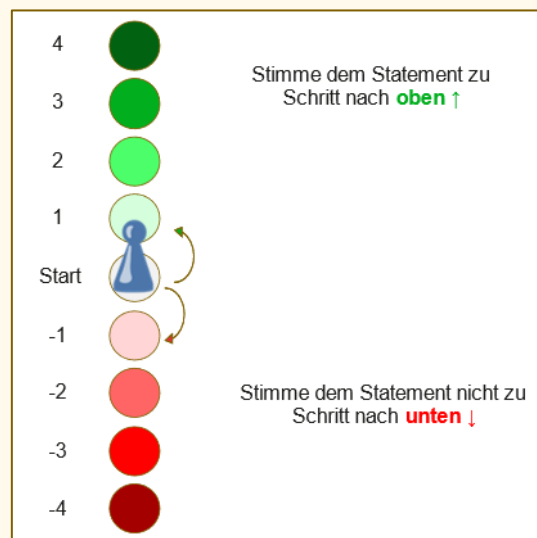 4
Stimme dem Statement zu
Schritt nach oben ↑
3
2
1
Start
-1
-2
Stimme dem Statement nicht zu
Schritt nach unten ↓
-3
-4